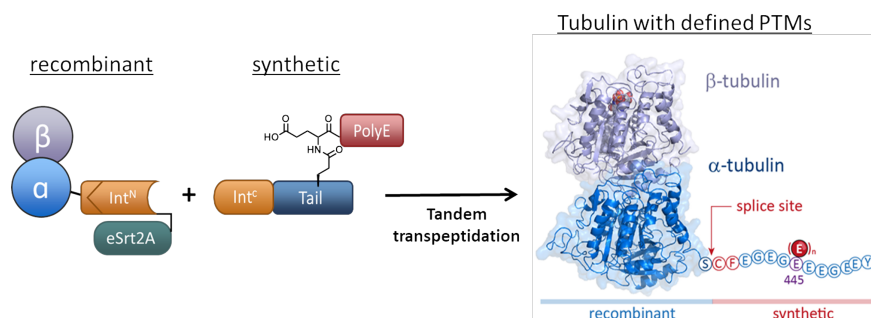 Tubulin with defined PTMs
recombinant
synthetic
β
α
Int^N
eSrt2A
+
HO
O
O
HN
O
PolyE
Int^C
Tail
Tandem
transpeptidation
β-tubulin
α-tubulin
splice site
(E)n
S C F E G E G E E E G E E Y
445
recombinant
synthetic